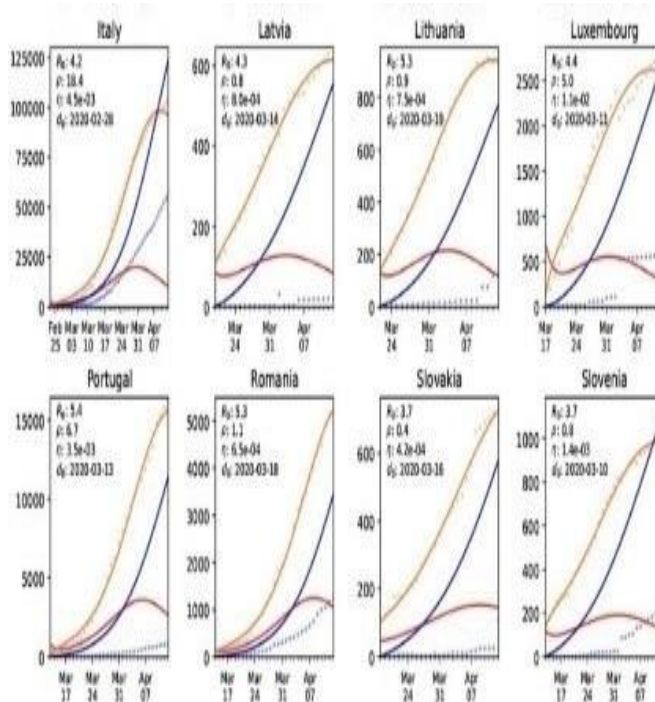 Italy
125000
100000
75000
50000
25000
0
R₀: 4.2
ρ: 18.4
η: 4.5e-03
d₀: 2020-02-28
Feb 25 Mar 03 Mar 10 Mar 17 Mar 24 Mar 31 Apr 07
Latvia
600
400
200
0
R₀: 4.3
ρ: 0.8
η: 8.0e-04
2020-03-14
Mar 24 Mar 31 Apr 07
Lithuania
800
600
400
200
0
R₀: 5.3
ρ: 0.9
η: 7.5e-04
Mar 24 Mar 31 Apr 07
Luxembourg
2500
2000
1500
1000
500
0
R₀: 4.4
ρ: 5.0
η: 1.1e-02
2020-03-11
Mar 17 Mar 24 Mar 31 Apr 07
Portugal
15000
10000
5000
0
R₀: 5.4
ρ: 6.7
η: 3.5e-03
2020-03-13
Mar 17 Mar 24 Mar 31 Apr 07
Romania
5000
4000
3000
2000
1000
0
R₀: 5.3
ρ: 1.1
η: 6.5e-04
2020-03-18
Mar 17 Mar 24 Mar 31 Apr 07
Slovakia
600
400
200
0
R₀: 3.7
ρ: 0.4
η: 4.2e-04
2020-03-16
Mar 24 Mar 31 Apr 07
Slovenia
1000
800
600
400
200
0
R₀: 3.7
ρ: 0.8
η: 1.4e-03
2020-03-10
Mar 17 Mar 24 Mar 31 Apr 07